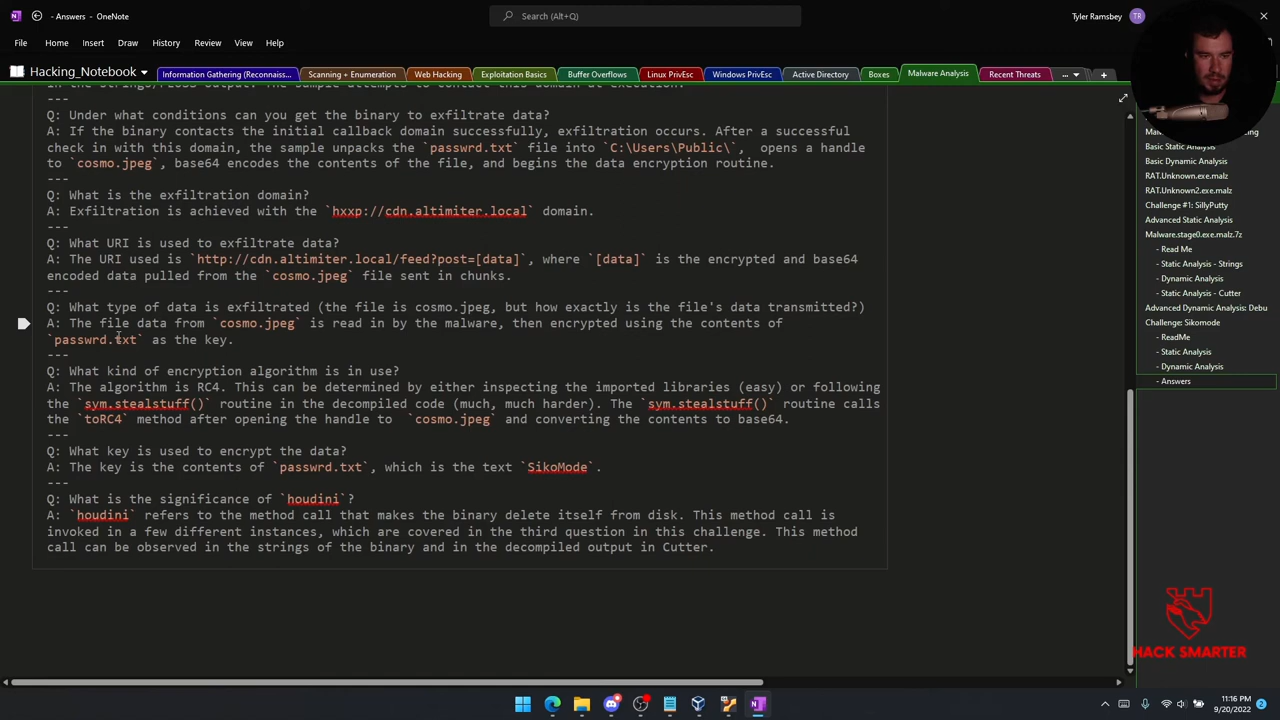 - Answers - OneNote
Search (Alt+Q)
Tyler Ramsbey
TR
File Home Insert Draw History Review View Help
Hacking_Notebook
Information Gathering (Reconnaiss... Scanning + Enumeration Web Hacking Exploitation Basics Buffer Overflows Linux PrivEsc Windows PrivEsc Active Directory Boxes Malware Analysis Recent Threats
---
Q: Under what conditions can you get the binary to exfiltrate data?
A: If the binary contacts the initial callback domain successfully, exfiltration occurs. After a successful
check in with this domain, the sample unpacks the `passwrd.txt` file into `C:\Users\Public\`, opens a handle
to `cosmo.jpeg`, base64 encodes the contents of the file, and begins the data encryption routine.
---
Q: What is the exfiltration domain?
A: Exfiltration is achieved with the `hxxp://cdn.altimiter.local` domain.
---
Q: What URI is used to exfiltrate data?
A: The URI used is `http://cdn.altimiter.local/feed?post=[data]`, where `[data]` is the encrypted and base64
encoded data pulled from the `cosmo.jpeg` file sent in chunks.
---
Q: What type of data is exfiltrated (the file is cosmo.jpeg, but how exactly is the file's data transmitted?)
A: The file data from `cosmo.jpeg` is read in by the malware, then encrypted using the contents of
`passwrd.txt` as the key.
---
Q: What kind of encryption algorithm is in use?
A: The algorithm is RC4. This can be determined by either inspecting the imported libraries (easy) or following
the `sym.stealstuff()` routine in the decompiled code (much, much harder). The `sym.stealstuff()` routine calls
the `toRC4` method after opening the handle to `cosmo.jpeg` and converting the contents to base64.
---
Q: What key is used to encrypt the data?
A: The key is the contents of `passwrd.txt`, which is the text `SikoMode`.
---
Q: What is the significance of `houdini`?
A: `houdini` refers to the method call that makes the binary delete itself from disk. This method call is
invoked in a few different instances, which are covered in the third question in this challenge. This method
call can be observed in the strings of the binary and in the decompiled output in Cutter.
Basic Static Analysis
Basic Dynamic Analysis
RAT.Unknown.exe.malz
RAT.Unknown2.exe.malz
Challenge #1: SillyPutty
Advanced Static Analysis
Malware.stage0.exe.malz.7z
- Read Me
- Static Analysis - Strings
- Dynamic Analysis
- Static Analysis - Cutter
Advanced Dynamic Analysis: Debu
Challenge: Sikomode
- ReadMe
- Static Analysis
- Dynamic Analysis
- Answers
HACK SMARTER
11:16 PM
9/20/2022